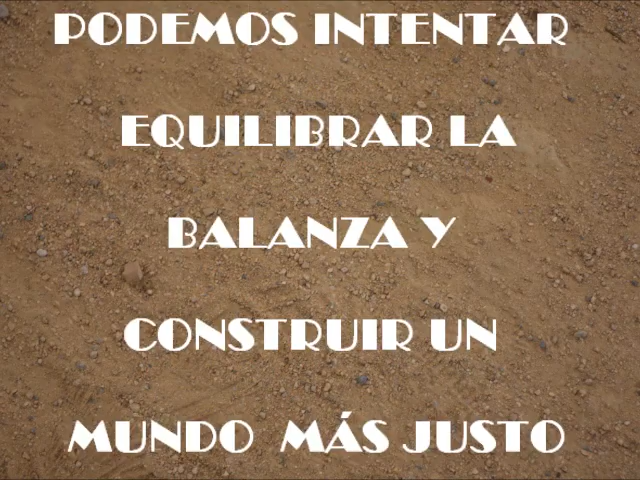 PODEMOS INTENTAR
EQUILIBRAR LA
BALANZA Y
CONSTRUIR UN
MUNDO MÁS JUSTO